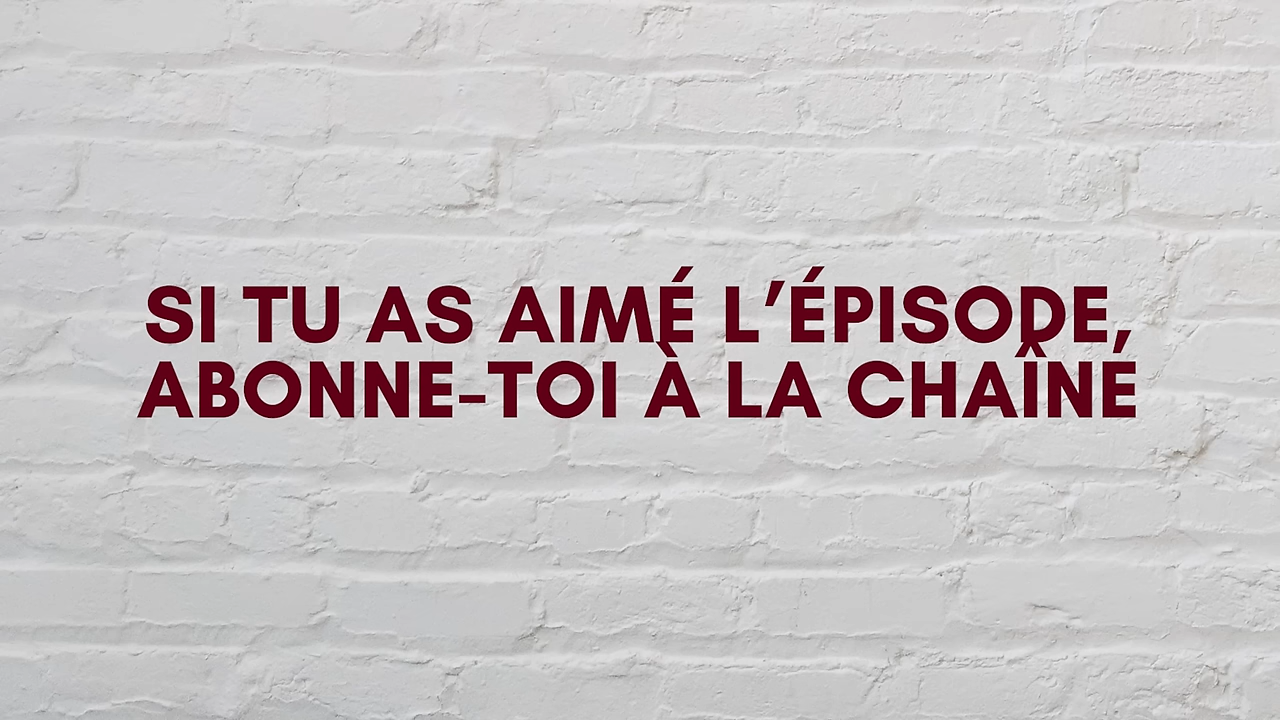 SI TU AS AIMÉ L’ÉPISODE,
ABONNE-TOI À LA CHAÎNE